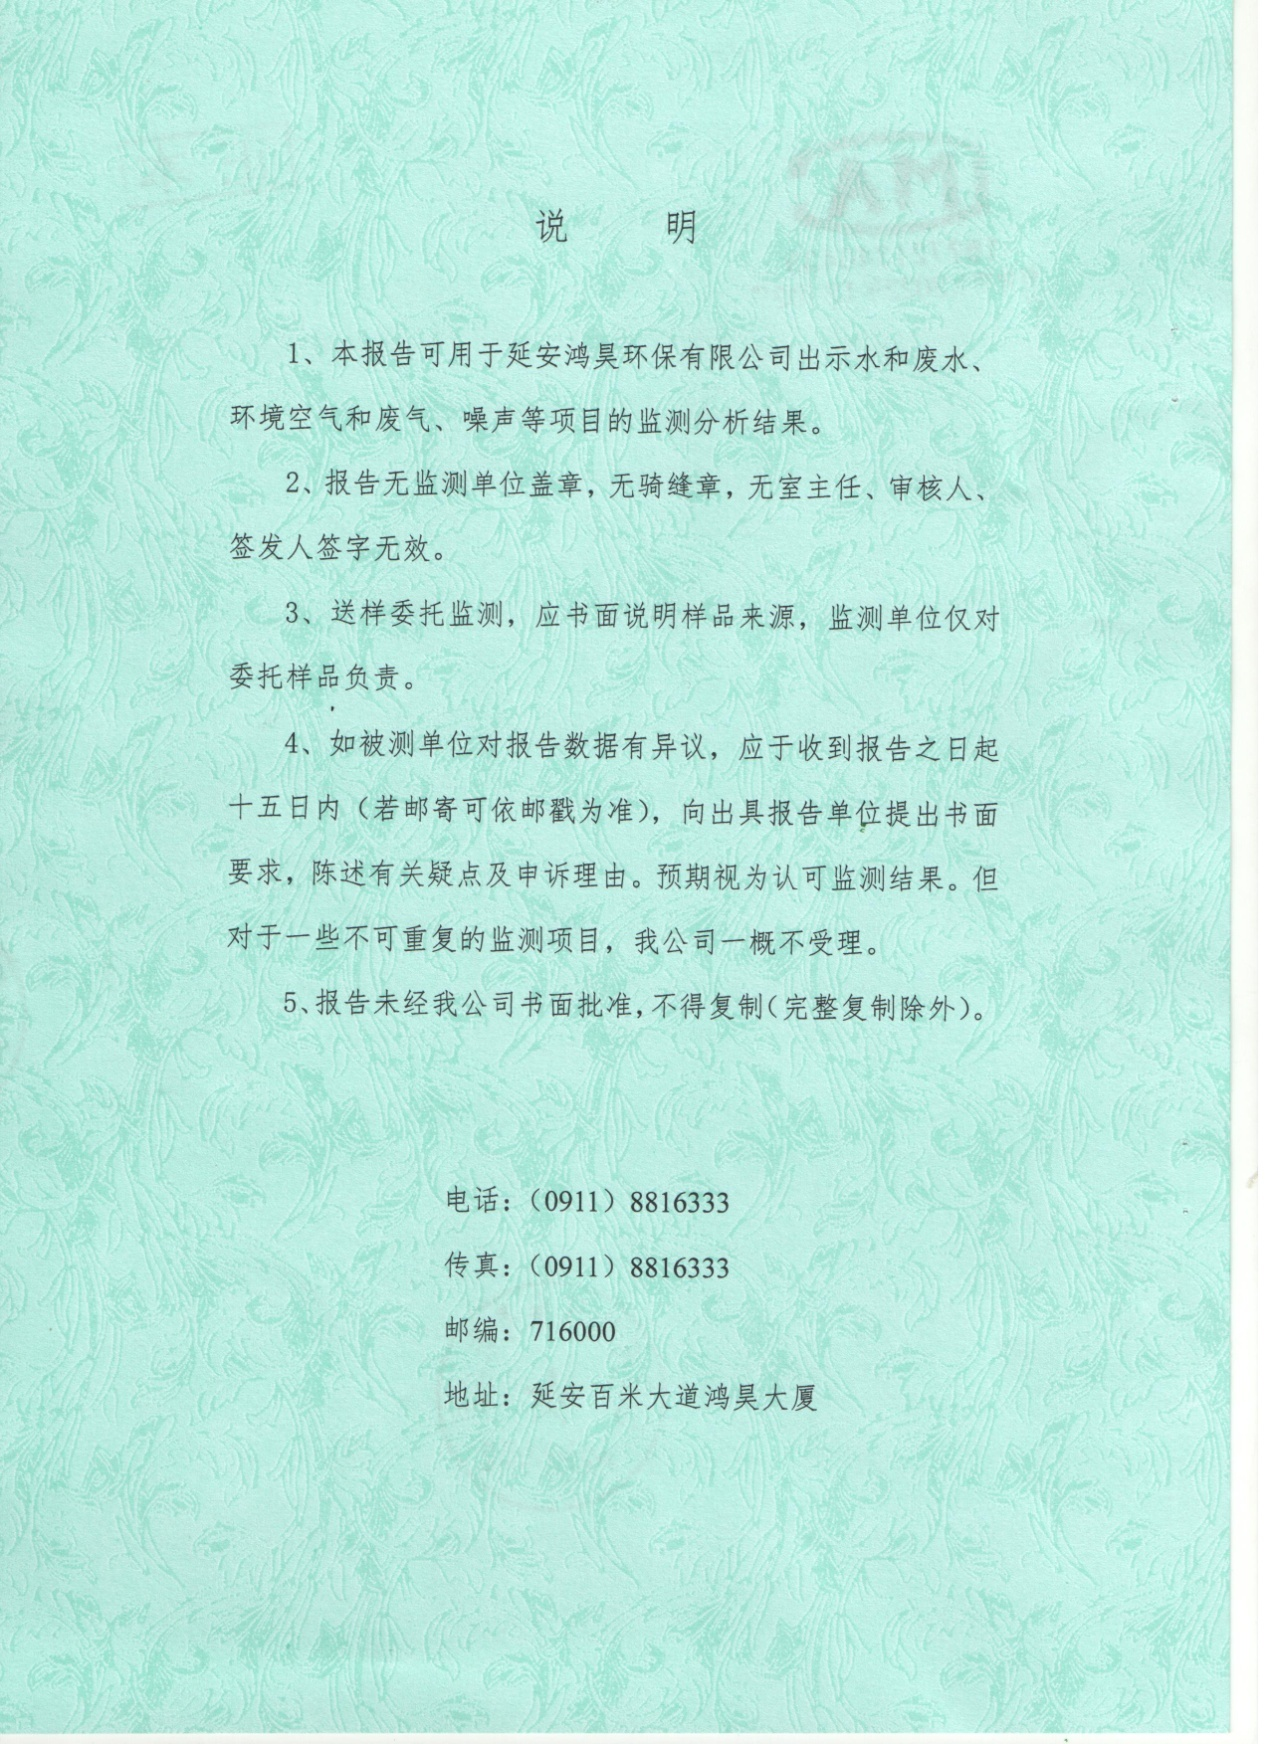 说 明
1、本报告可用于延安鸿昊环保有限公司出示水和废水、
环境空气和废气、噪声等项目的监测分析结果。
2、报告无监测单位盖章，无骑缝章，无室主任、审核人、
签发人签字无效。
3、送样委托监测，应书面说明样品来源，监测单位仅对
委托样品负责。
4、如被测单位对报告数据有异议，应于收到报告之日起
十五日内（若邮寄可依邮戳为准），向出具报告单位提出书面
要求，陈述有关疑点及申诉理由。预期视为认可监测结果。但
对于一些不可重复的监测项目，我公司一概不受理。
5、报告未经我公司书面批准，不得复制（完整复制除外）。
电话：（0911）8816333
传真：（0911）8816333
邮编：716000
地址：延安百米大道鸿昊大厦